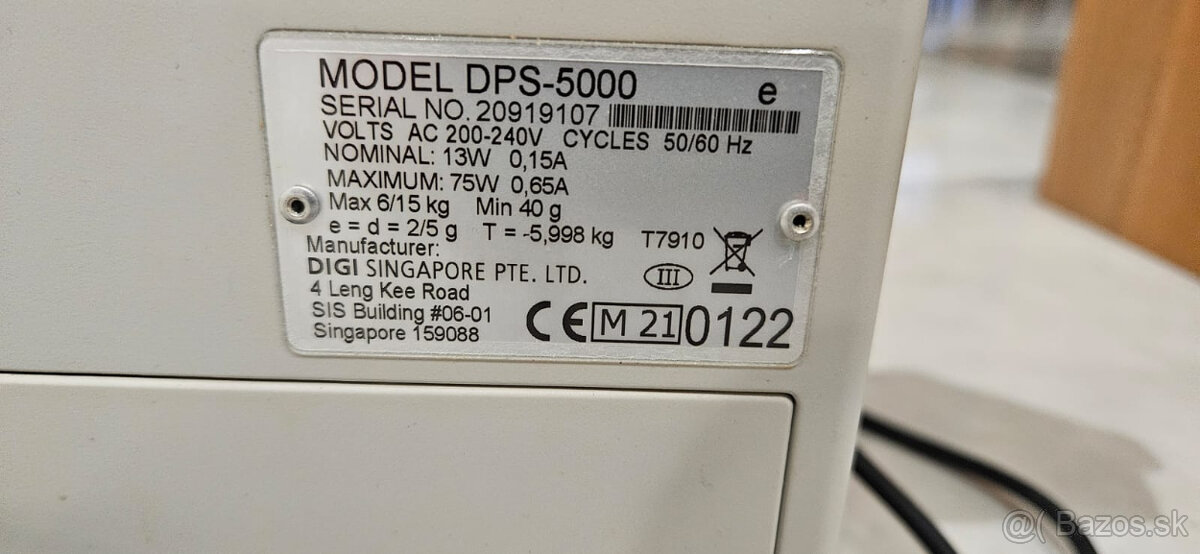 MODEL DPS-5000 e
SERIAL NO. 20919107
VOLTS AC 200-240V CYCLES 50/60 Hz
NOMINAL: 13W 0,15A
MAXIMUM: 75W 0,65A
Max 6/15 kg Min 40 g
e = d = 2/5 g T = -5,998 kg T7910
Manufacturer:
DIGI SINGAPORE PTE. LTD.
III
4 Leng Kee Road
SIS Building #06-01
Singapore 159088
CE M 21 0122
@( Bazos.sk